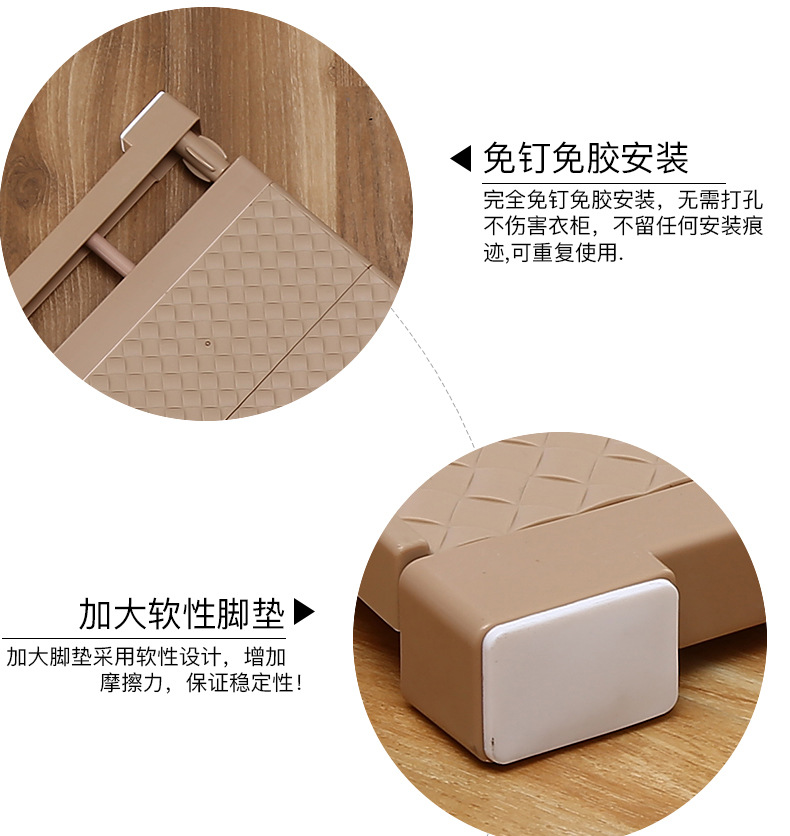 免钉免胶安装
完全免钉免胶安装，无需打孔
不伤害衣柜，不留任何安装痕
迹,可重复使用.
加大软性脚垫
加大脚垫采用软性设计，增加
摩擦力，保证稳定性！